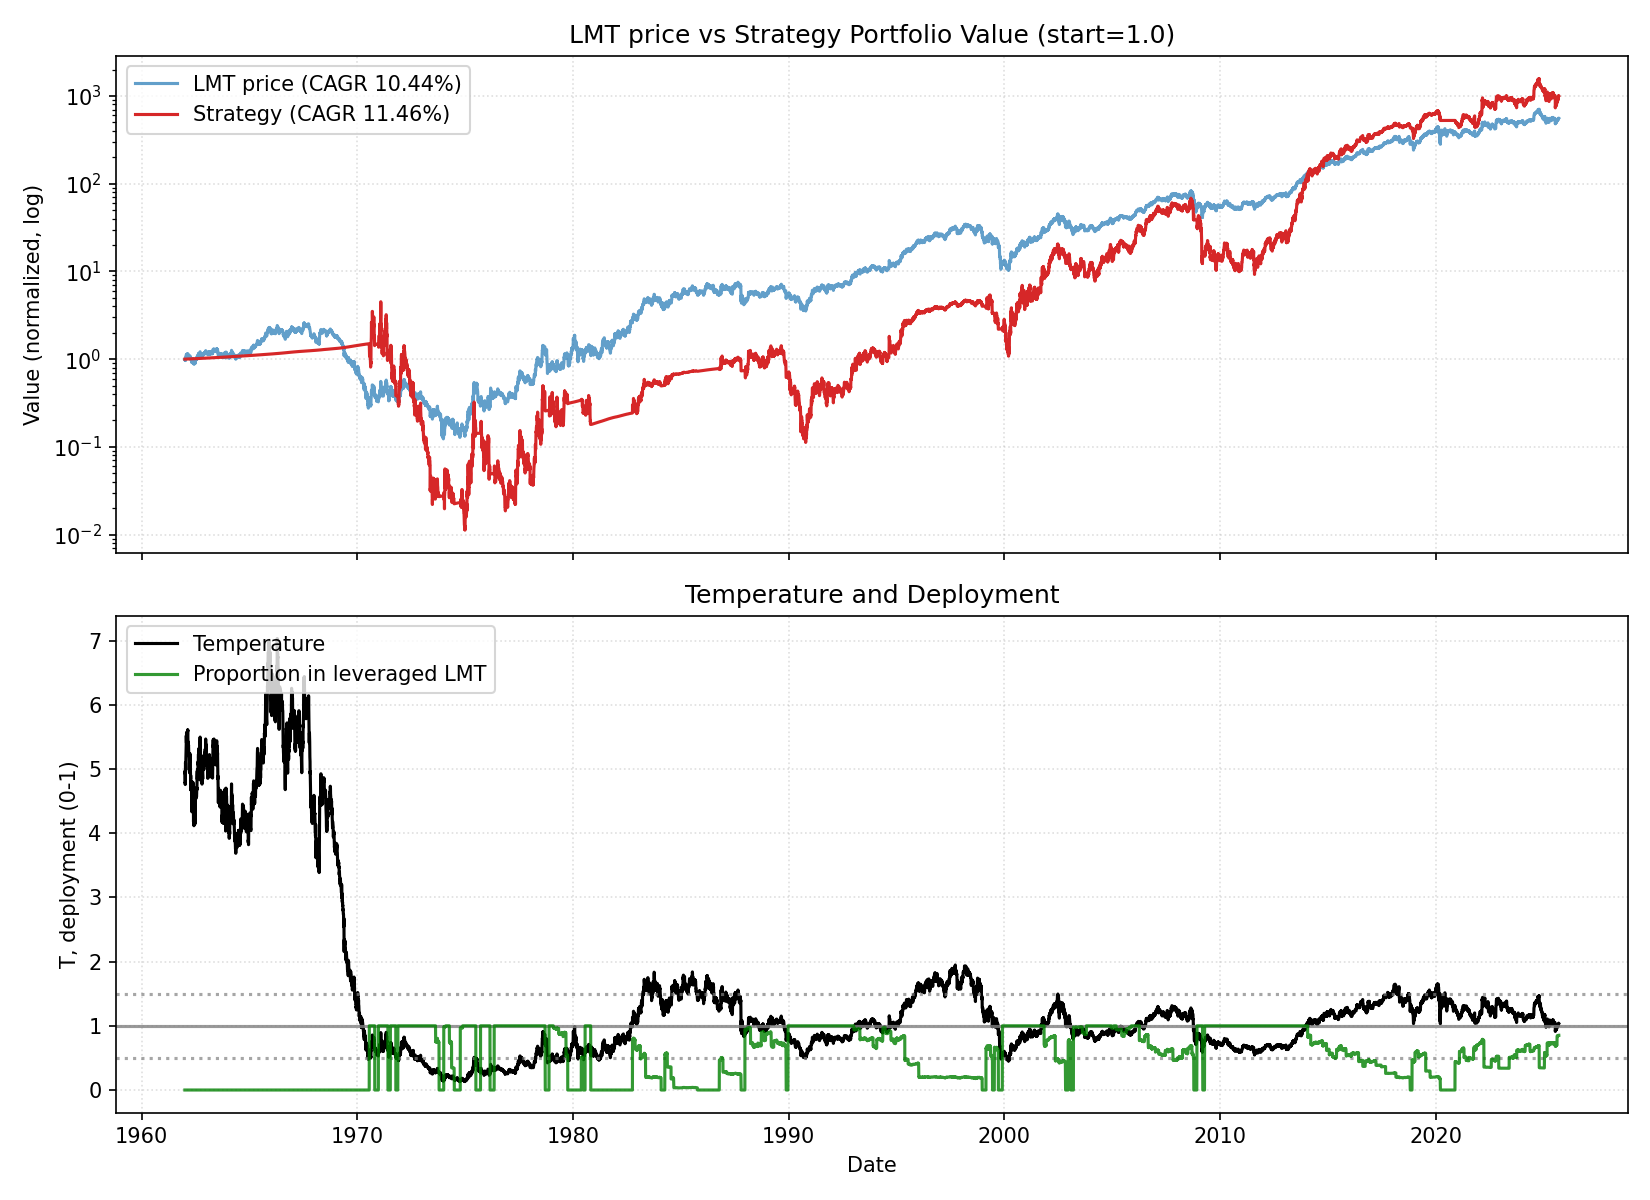 LMT price vs Strategy Portfolio Value (start=1.0)
LMT price (CAGR 10.44%)
Strategy (CAGR 11.46%)
Value (normalized, log)
10³
10²
10¹
10⁰
10⁻¹
10⁻²
Temperature and Deployment
Temperature
Proportion in leveraged LMT
T, deployment (0-1)
7
6
5
4
3
2
1
0
1960 1970 1980 1990 2000 2010 2020
Date